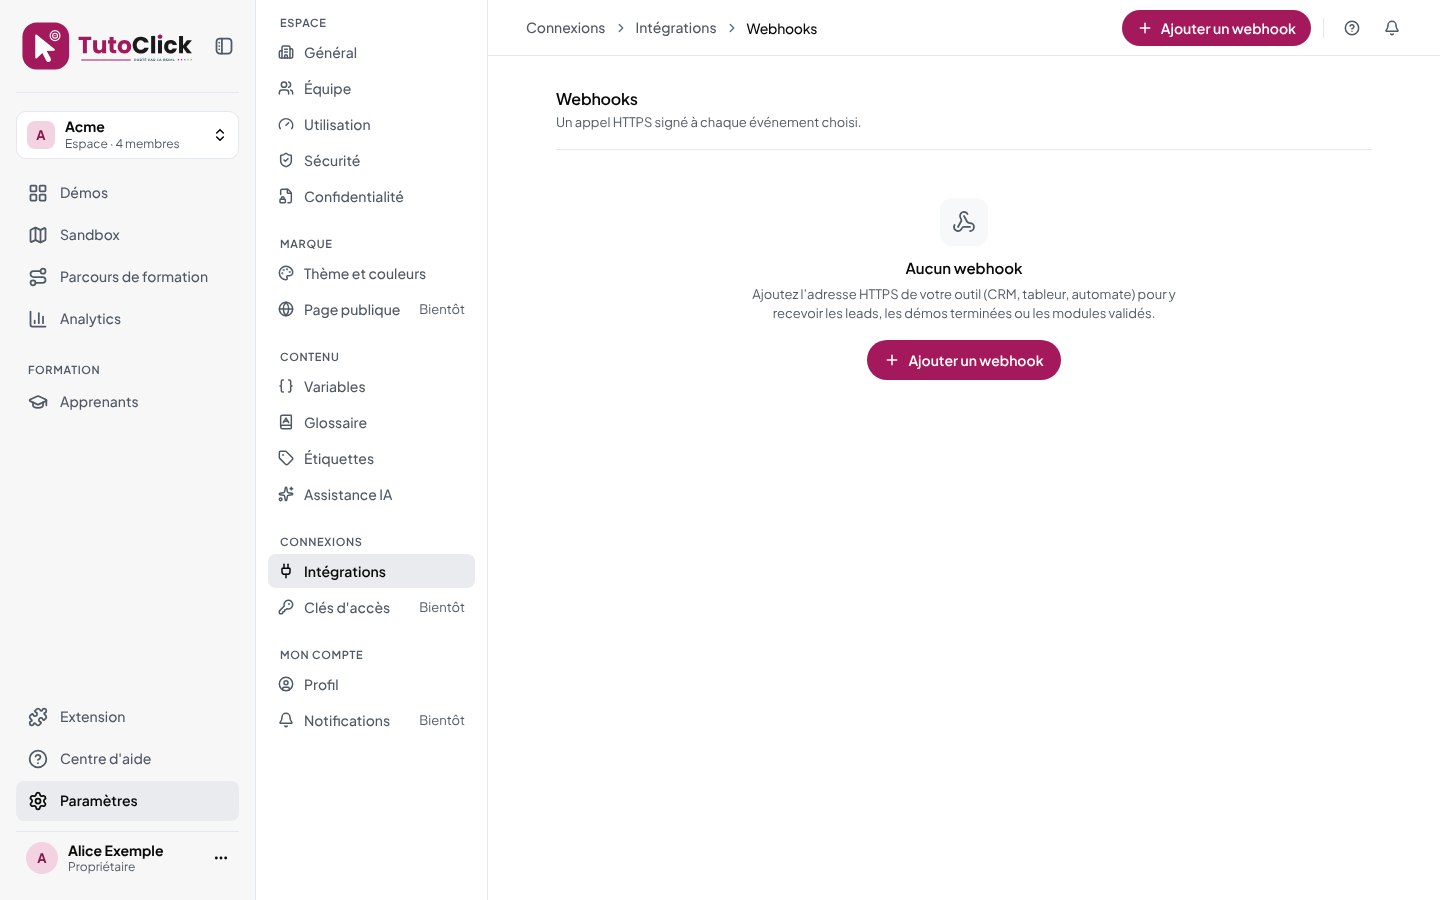 TutoClick
Acme
Espace · 4 membres
Démos
Sandbox
Parcours de formation
Analytics
FORMATION
Apprenants
Extension
Centre d'aide
Paramètres
A
Alice Exemple
Propriétaire
A
ESPACE
Général
Équipe
Utilisation
Sécurité
Confidentialité
MARQUE
Thème et couleurs
Page publique Bientôt
CONTENU
Variables
Glossaire
Étiquettes
Assistance IA
CONNEXIONS
Intégrations
Clés d'accès Bientôt
MON COMPTE
Profil
Notifications Bientôt
Connexions > Intégrations > Webhooks
+ Ajouter un webhook
Webhooks
Un appel HTTPS signé à chaque événement choisi.
Aucun webhook
Ajoutez l'adresse HTTPS de votre outil (CRM, tableur, automate) pour y
recevoir les leads, les démos terminées ou les modules validés.
+ Ajouter un webhook